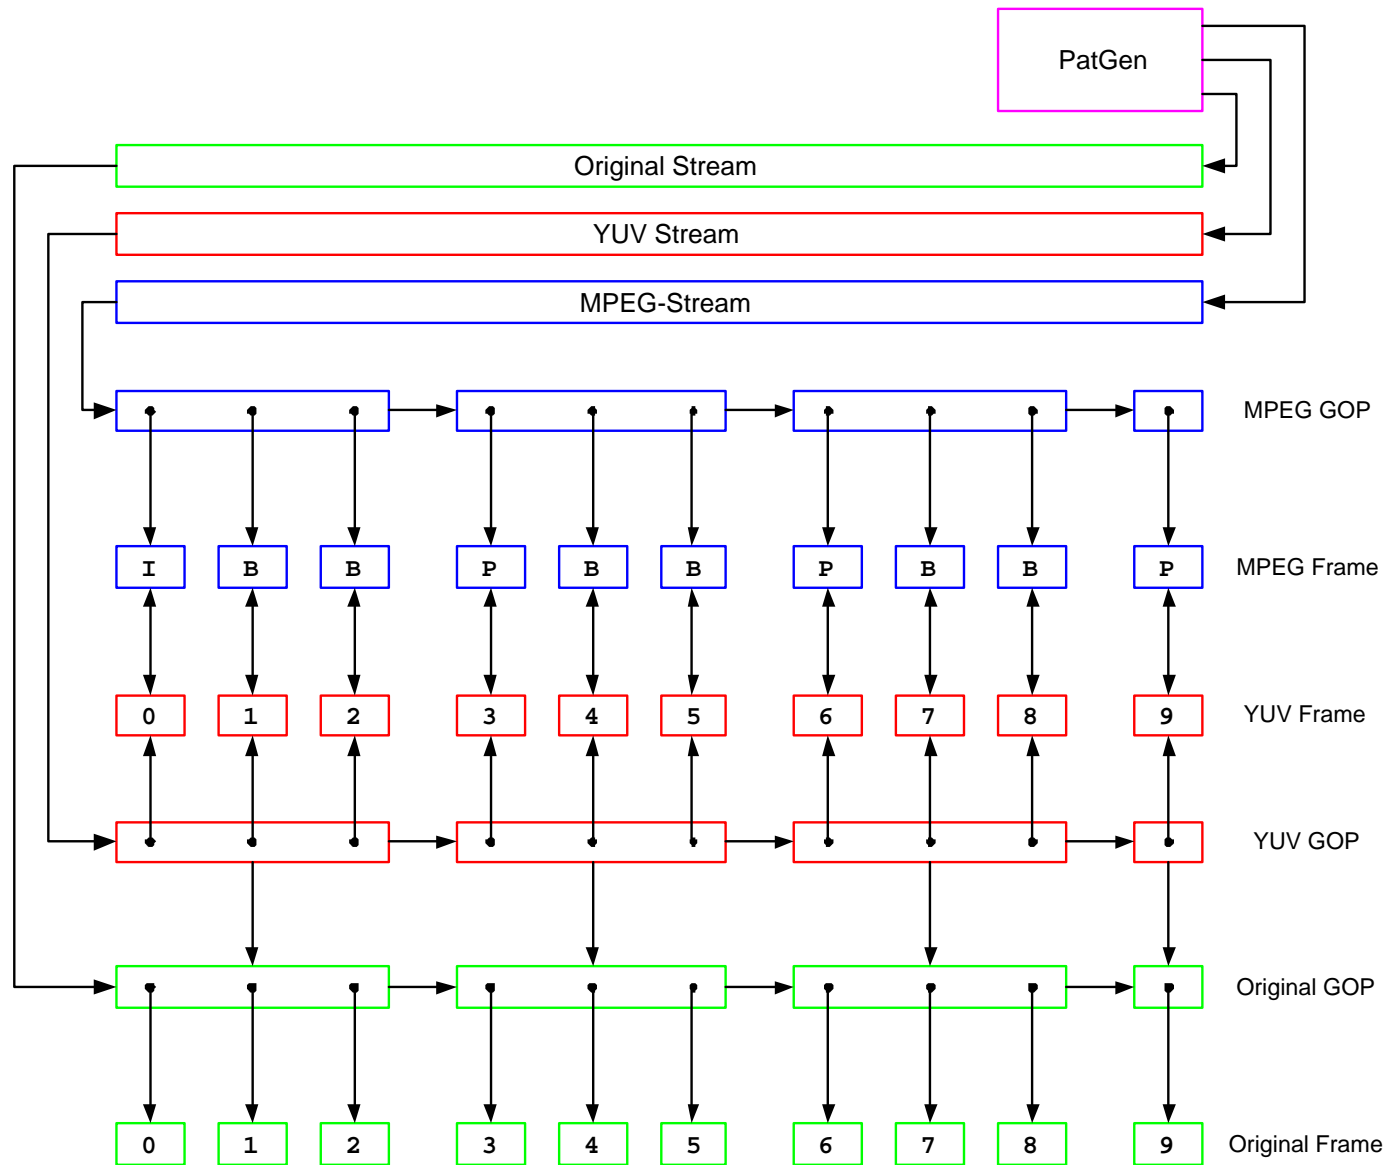 PatGen
Original Stream
YUV Stream
MPEG-Stream
MPEG GOP
I B B P B B P B B P MPEG Frame
0 1 2 3 4 5 6 7 8 9 YUV Frame
YUV GOP
Original GOP
0 1 2 3 4 5 6 7 8 9 Original Frame